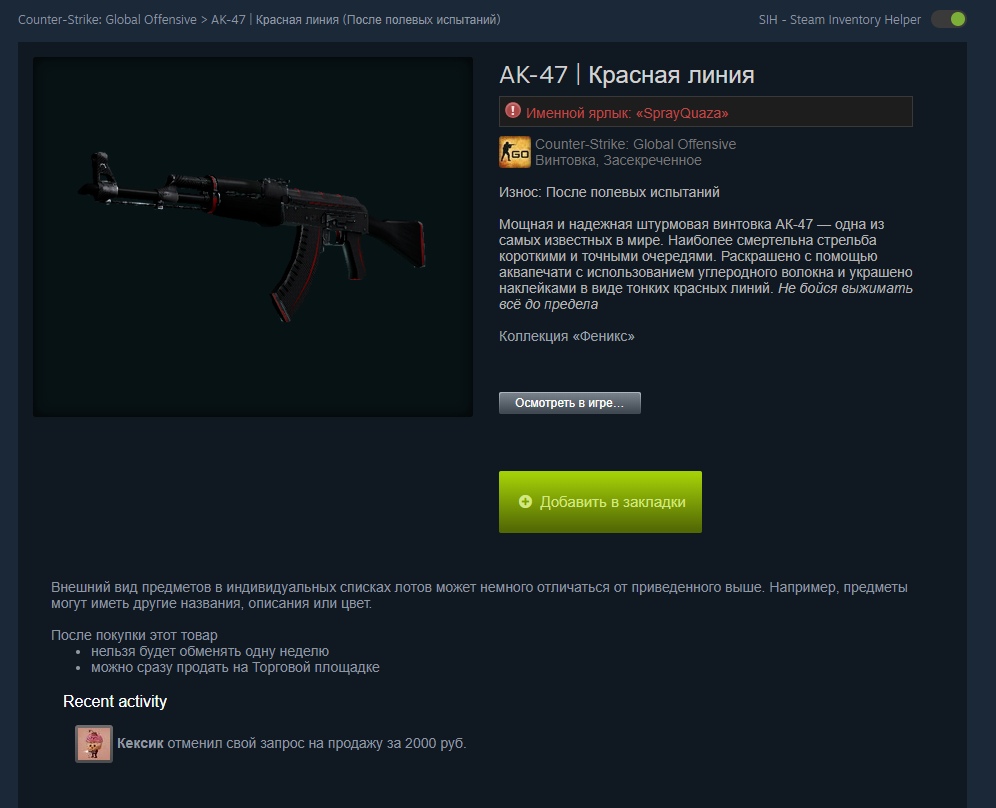 Counter-Strike: Global Offensive > AK-47 | Красная линия (После полевых испытаний)
SIH - Steam Inventory Helper
AK-47 | Красная линия
Именной ярлык: «SprayQuaza»
GO
Counter-Strike: Global Offensive
Винтовка, Засекреченное
Износ: После полевых испытаний
Мощная и надежная штурмовая винтовка АК-47 — одна из
самых известных в мире. Наиболее смертельна стрельба
короткими и точными очередями. Раскрашено с помощью
аквапечати с использованием углеродного волокна и украшено
наклейками в виде тонких красных линий. Не бойся выжимать
всё до предела
Коллекция «Феникс»
Осмотреть в игре...
Добавить в закладки
Внешний вид предметов в индивидуальных списках лотов может немного отличаться от приведенного выше. Например, предметы
могут иметь другие названия, описания или цвет.
После покупки этот товар
• нельзя будет обменять одну неделю
• можно сразу продать на Торговой площадке
Recent activity
Кексик отменил свой запрос на продажу за 2000 руб.